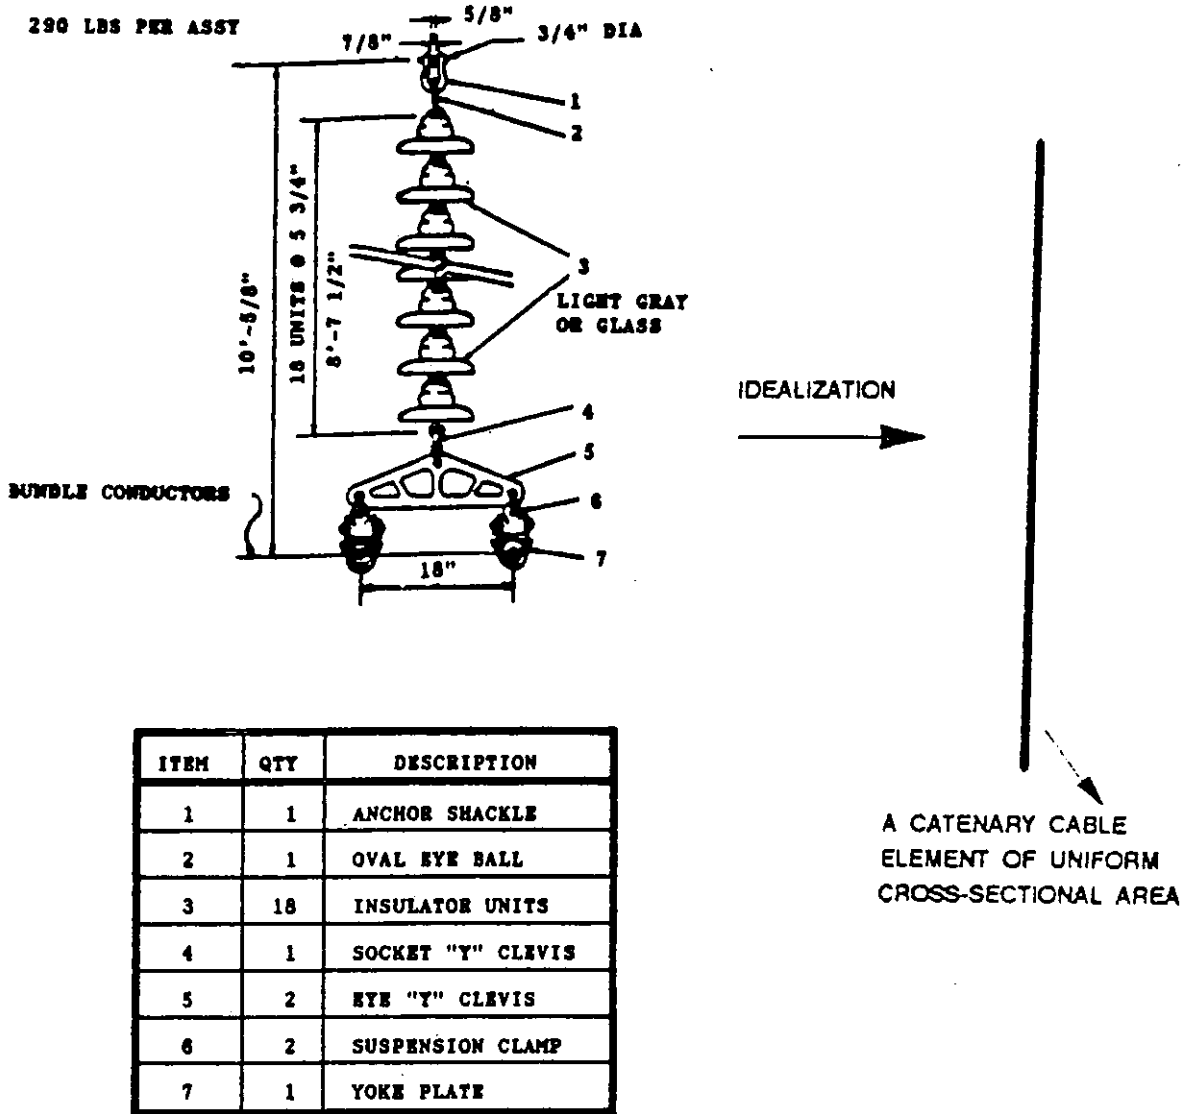 290 LBS PER ASSY
5/8"
7/8"
3/4" DIA
1
2
18 UNITS @ 5 3/4"
8'-7 1/2"
10'-5/8"
3
LIGHT GRAY
OR GLASS
4
5
BUNDLE CONDUCTORS
6
7
18"
IDEALIZATION
A CATENARY CABLE
ELEMENT OF UNIFORM
CROSS-SECTIONAL AREA
ITEM QTY DESCRIPTION
1 1 ANCHOR SHACKLE
2 1 OVAL EYE BALL
3 18 INSULATOR UNITS
4 1 SOCKET "Y" CLEVIS
5 2 EYE "Y" CLEVIS
6 2 SUSPENSION CLAMP
7 1 YOKE PLATE